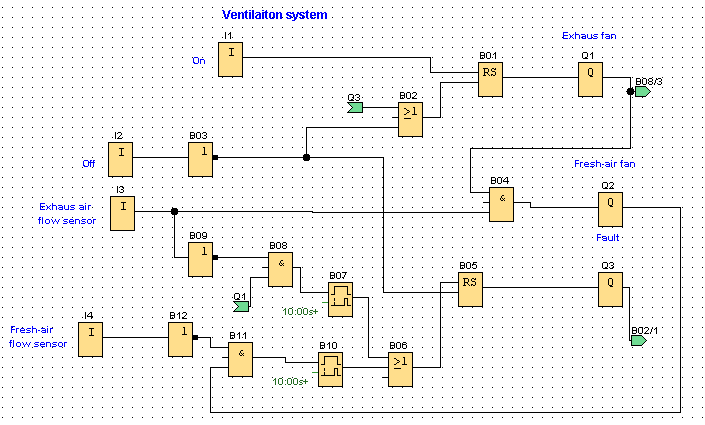 Ventilaiton system
I1
I
On
B01
RS
Exhaus fan
Q1
Q
B08/3
Q3
B02
≥1
I2
I
Off
B03
1
Fresh-air fan
B04
&
Q2
Q
I3
I
Exhaus air
flow sensor
Fault
B09
1
B08
&
B07
10:00s+
Q1
B05
RS
Q3
Q
B02/1
I4
I
Fresh-air
flow sensor
B12
1
B11
&
B10
10:00s+
B06
≥1